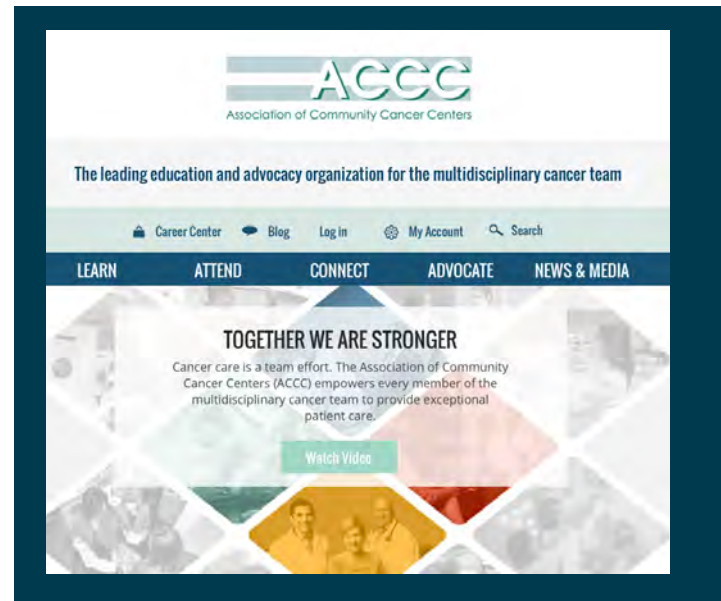 ACCC
Association of Community Cancer Centers
The leading education and advocacy organization for the multidisciplinary cancer team
Career Center Blog Log in My Account Search
LEARN ATTEND CONNECT ADVOCATE NEWS & MEDIA
TOGETHER WE ARE STRONGER
Cancer care is a team effort. The Association of Community
Cancer Centers (ACCC) empowers every member of the
multidisciplinary cancer team to provide exceptional
patient care.
Watch Video